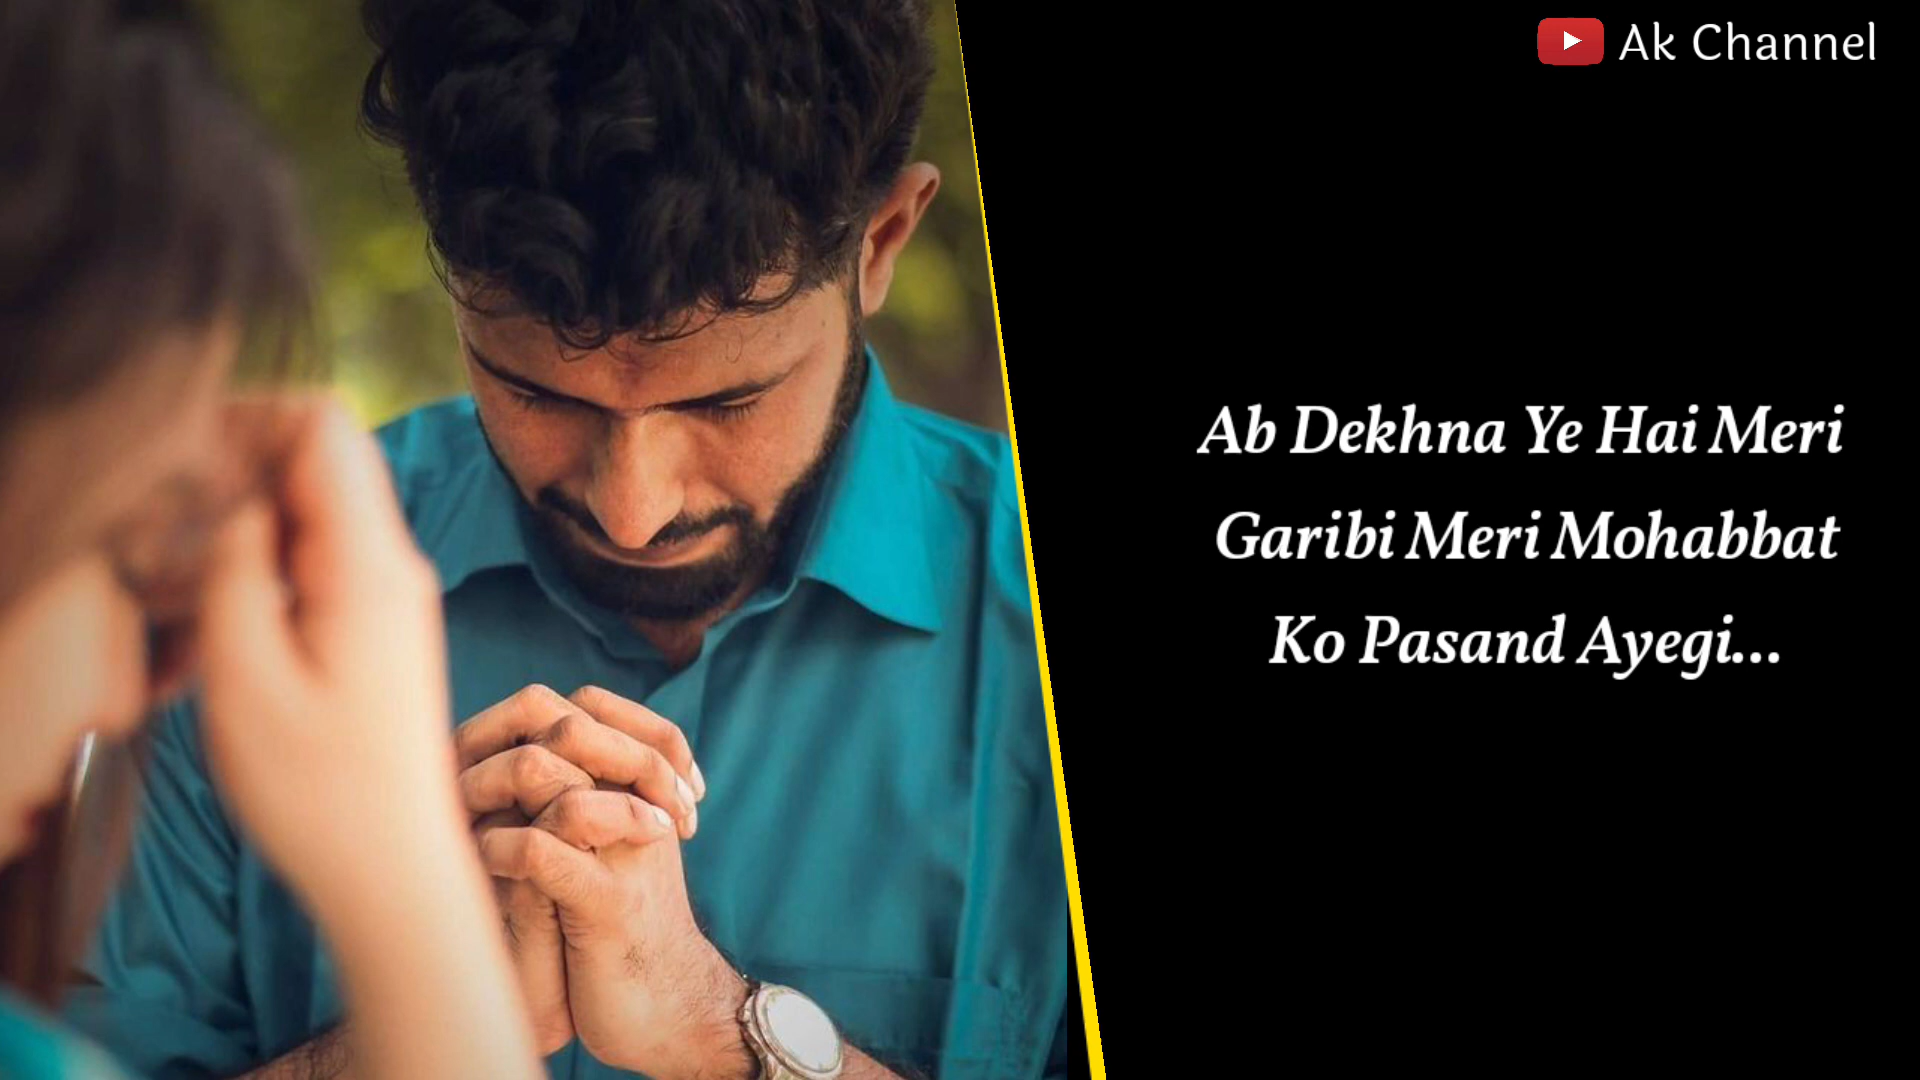 Ak Channel
Ab Dekhna Ye Hai Meri
Garibi Meri Mohabbat
Ko Pasand Ayegi...